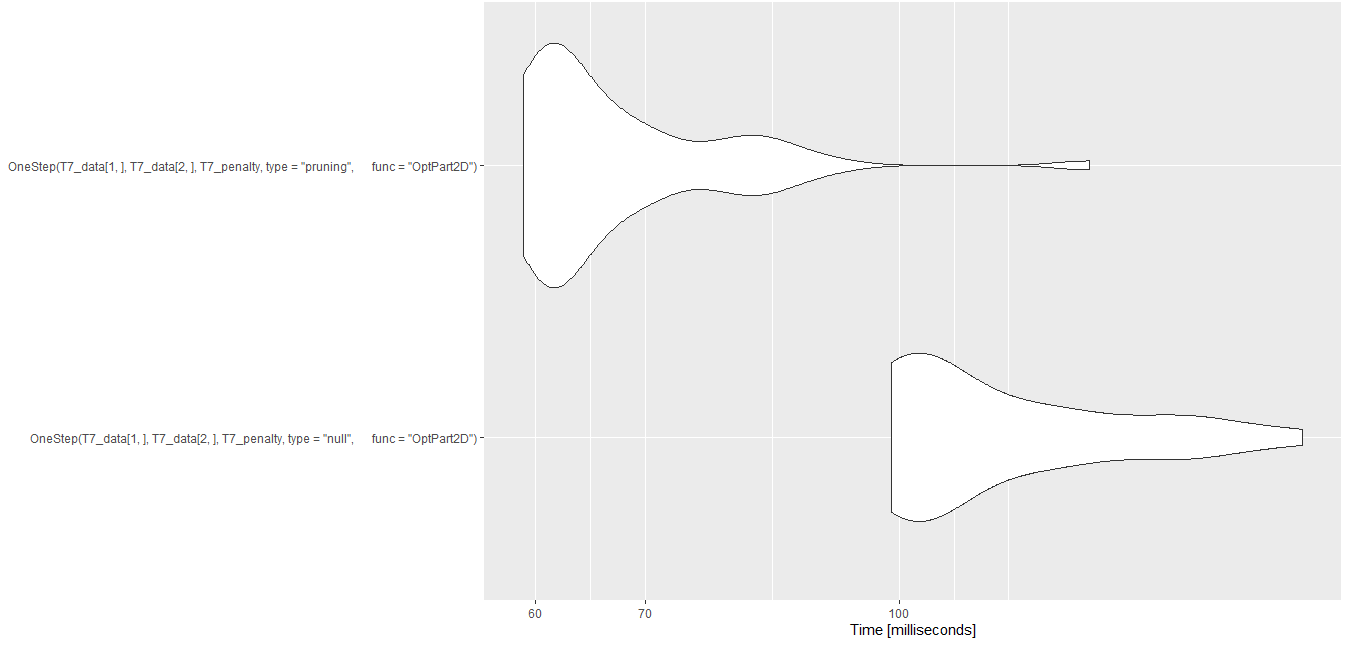 OneStep(T7_data[1, ], T7_data[2, ], T7_penalty, type = "pruning", func = "OptPart2D")
OneStep(T7_data[1, ], T7_data[2, ], T7_penalty, type = "null", func = "OptPart2D")
60 70 100
Time [milliseconds]